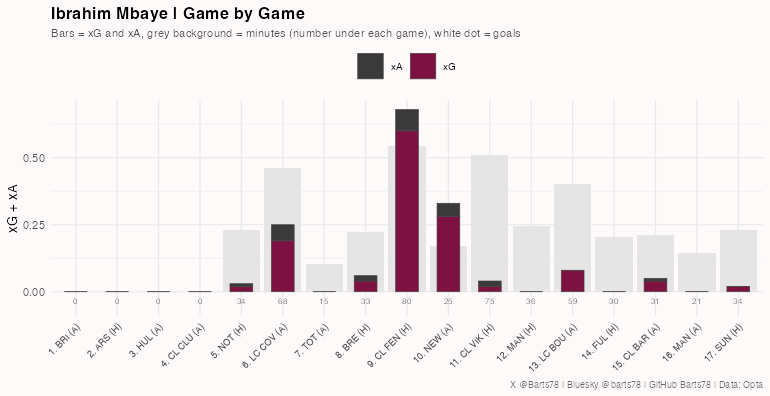 Ibrahim Mbaye | Game by Game
Bars = xG and xA, grey background = minutes (number under each game), white dot = goals
xA xG
xG + xA
0.50
0.25
0.00
0 0 0 0 34 68 15 33 80 25 75 36 59 30 31 21 34
1. BRI (A)
2. ARS (H)
3. HUL (A)
4. CL CLU (A)
5. NOT (H)
6. LC COV (A)
7. TOT (A)
8. BRE (H)
9. CL FEN (H)
10. NEW (A)
11. CL VIK (H)
12. MAN (H)
13. LC BOU (A)
14. FUL (H)
15. CL BAR (A)
16. MAN (A)
17. SUN (H)
X @Barts78 | Bluesky @barts78 | GitHub Barts78 | Data: Opta